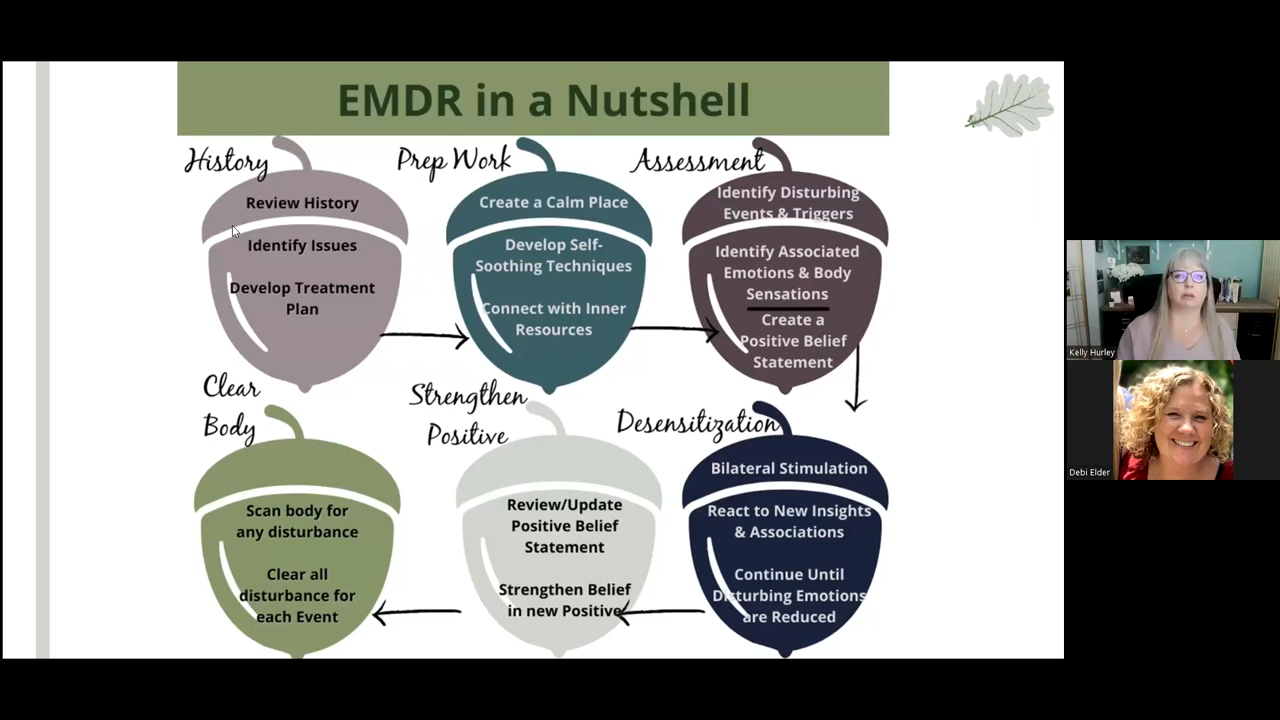 EMDR in a Nutshell
History
Review History
Identify Issues
Develop Treatment
Plan
Prep Work
Create a Calm Place
Develop Self-
Soothing Techniques
Connect with Inner
Resources
Assessment
Identify Disturbing
Events & Triggers
Identify Associated
Emotions & Body
Sensations
Create a
Positive Belief
Statement
Desensitization
Bilateral Stimulation
React to New Insights
& Associations
Continue Until
Disturbing Emotions
are Reduced
Strengthen
Positive
Review/Update
Positive Belief
Statement
Strengthen Belief
in new Positive
Clear
Body
Scan body for
any disturbance
Clear all
disturbance for
each Event
Kelly Hurley
Debi Elder